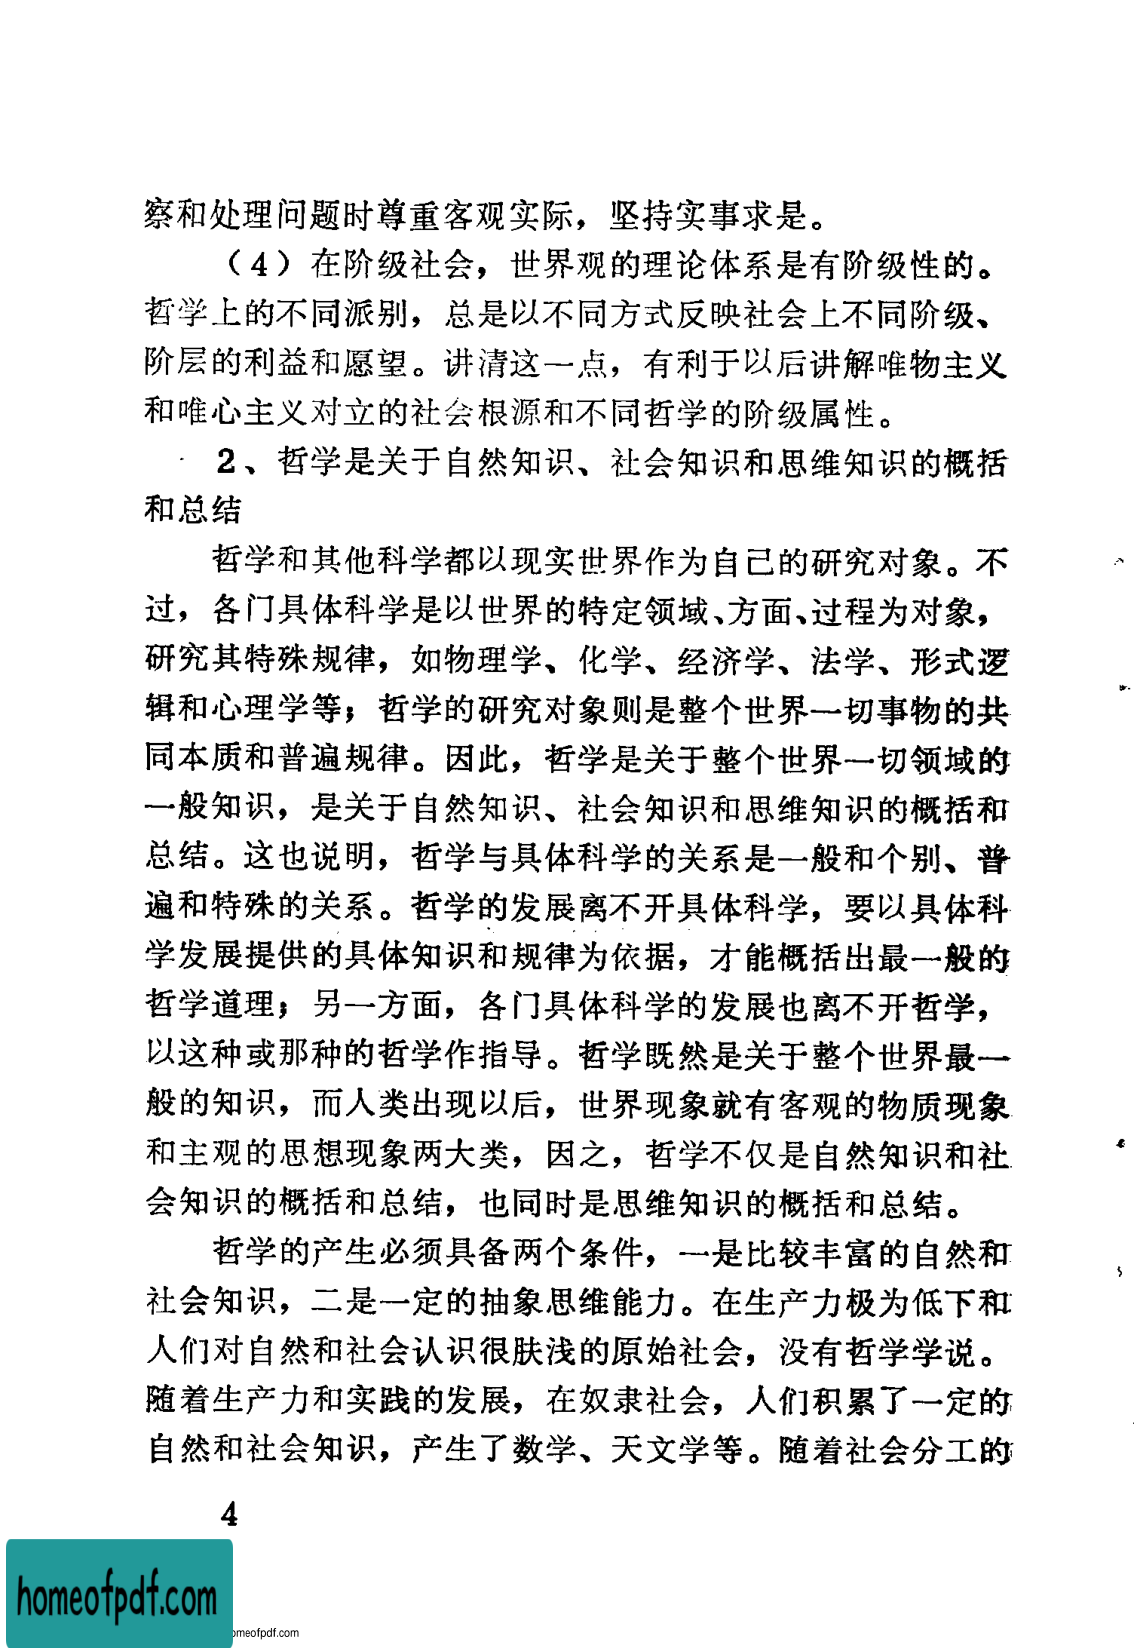 察和处理问题时尊重客观实际，坚持实事求是。
（4）在阶级社会，世界观的理论体系是有阶级性的。
哲学上的不同派别，总是以不同方式反映社会上不同阶级、
阶层的利益和愿望。讲清这一点，有利于以后讲解唯物主义
和唯心主义对立的社会根源和不同哲学的阶级属性。
2、哲学是关于自然知识、社会知识和思维知识的概括
和总结
哲学和其他科学都以现实世界作为自己的研究对象。不
过，各门具体科学是以世界的特定领域、方面、过程为对象，
研究其特殊规律，如物理学、化学、经济学、法学、形式逻
辑和心理学等；哲学的研究对象则是整个世界一切事物的共
同本质和普遍规律。因此，哲学是关于整个世界一切领域的
一般知识，是关于自然知识、社会知识和思维知识的概括和
总结。这也说明，哲学与具体科学的关系是一般和个别、普
遍和特殊的关系。哲学的发展离不开具体科学，要以具体科
学发展提供的具体知识和规律为依据，才能概括出最一般的
哲学道理；另一方面，各门具体科学的发展也离不开哲学，
以这种或那种的哲学作指导。哲学既然是关于整个世界最一
般的知识，而人类出现以后，世界现象就有客观的物质现象
和主观的思想现象两大类，因之，哲学不仅是自然知识和社
会知识的概括和总结，也同时是思维知识的概括和总结。
哲学的产生必须具备两个条件，一是比较丰富的自然和
社会知识，二是一定的抽象思维能力。在生产力极为低下和
人们对自然和社会认识很肤浅的原始社会，没有哲学学说。
随着生产力和实践的发展，在奴隶社会，人们积累了一定的
自然和社会知识，产生了数学、天文学等。随着社会分工的
4
homeofpdf.com
omeofpdf.com